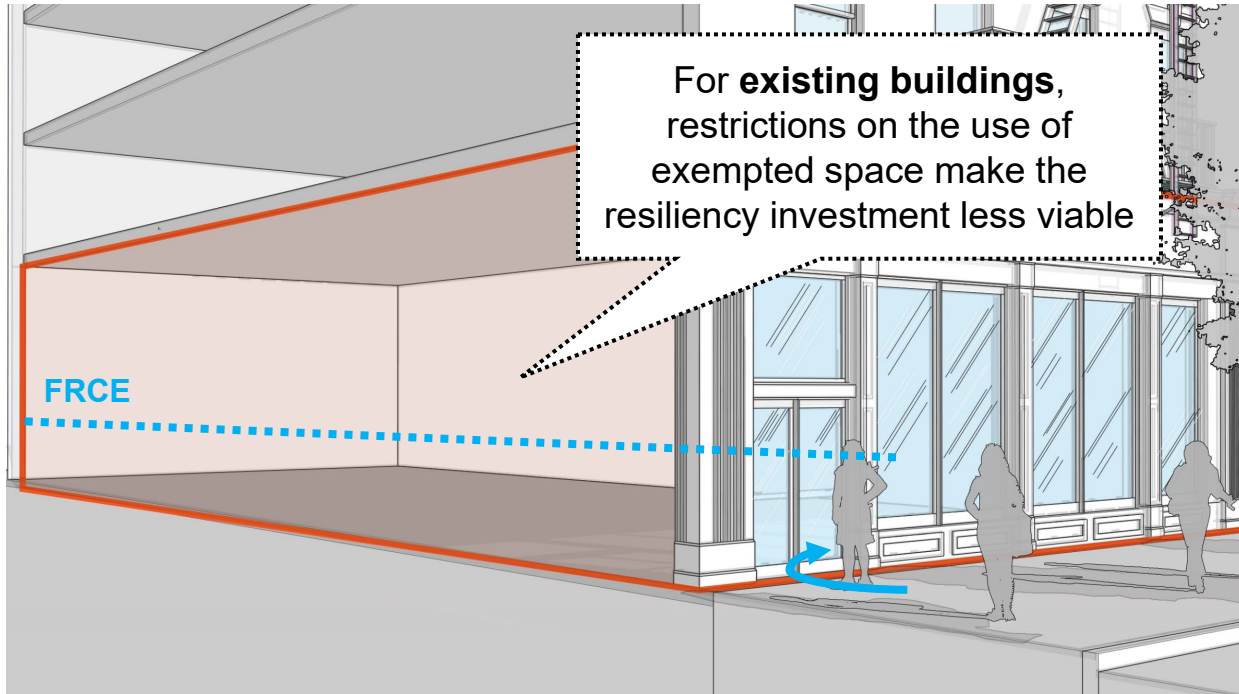 For existing buildings,
restrictions on the use of
exempted space make the
resiliency investment less viable
FRCE